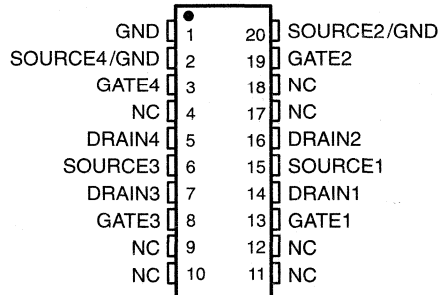 GND 1 20 SOURCE2/GND
SOURCE4/GND 2 19 GATE2
GATE4 3 18 NC
NC 4 17 NC
DRAIN4 5 16 DRAIN2
SOURCE3 6 15 SOURCE1
DRAIN3 7 14 DRAIN1
GATE3 8 13 GATE1
NC 9 12 NC
NC 10 11 NC